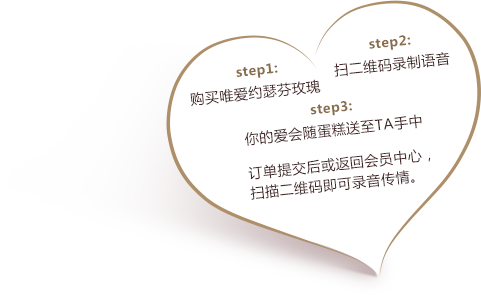 step1:
购买唯爱约瑟芬玫瑰
step2:
扫二维码录制语音
step3:
你的爱会随蛋糕送至TA手中
订单提交后或返回会员中心，
扫描二维码即可录音传情。